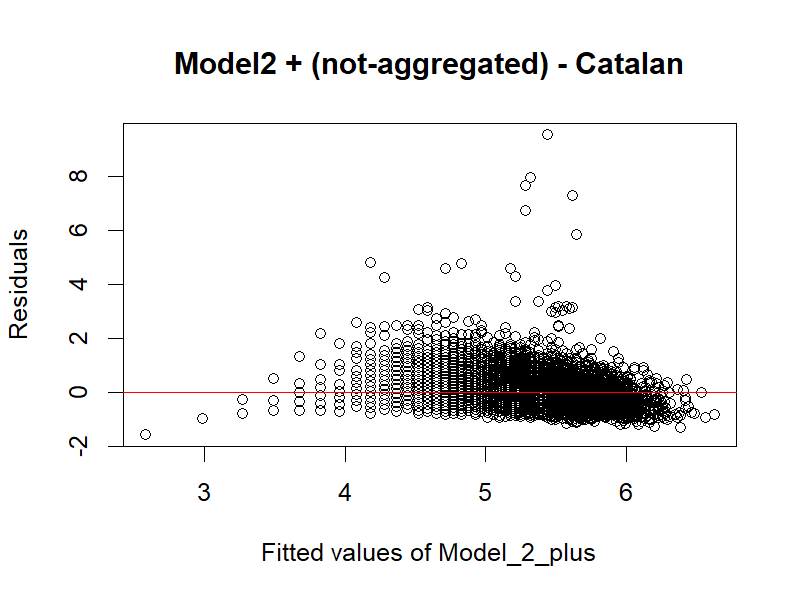 Model2 + (not-aggregated) - Catalan
Residuals
8
6
4
2
0
-2
3 4 5 6
Fitted values of Model_2_plus